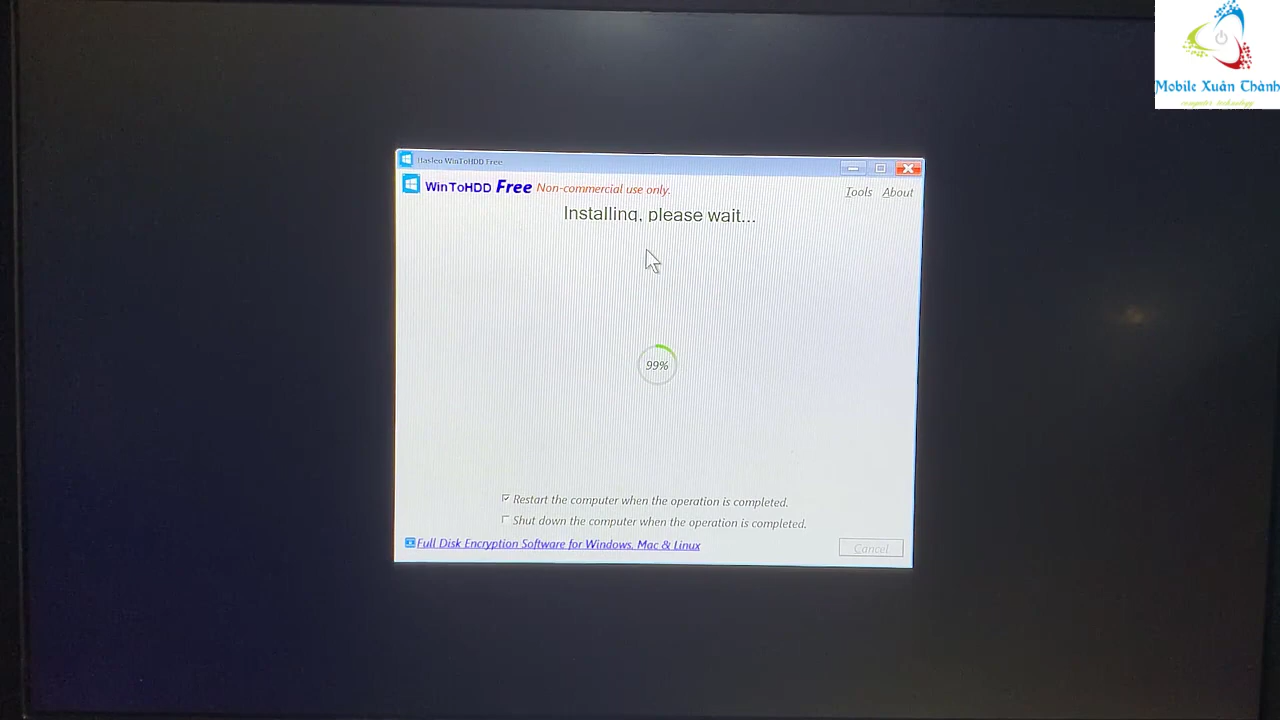 Mobile Xuân Thành
computer technology
Hasleo WinToHDD Free
WinToHDD Free Non-commercial use only.
Tools About
Installing, please wait...
99%
Restart the computer when the operation is completed.
Shut down the computer when the operation is completed.
Full Disk Encryption Software for Windows, Mac & Linux
Cancel